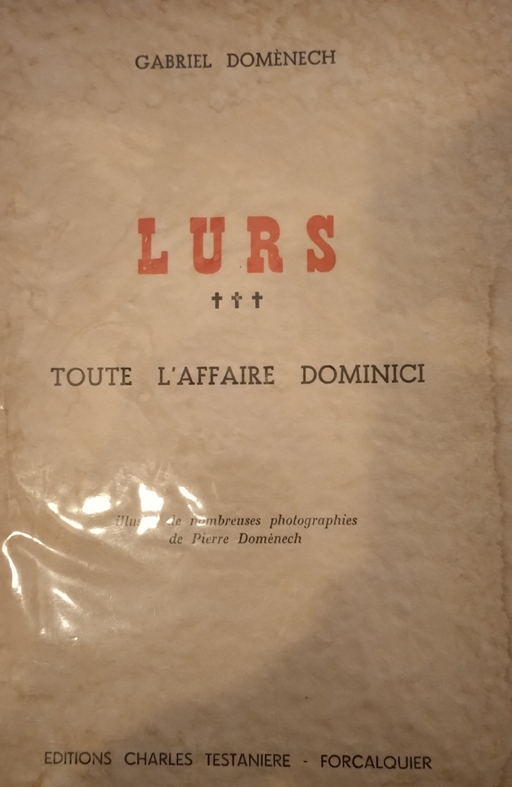 GABRIEL DOMÈNECH
LURS
†††
TOUTE L'AFFAIRE DOMINICI
de nombreuses photographies
de Pierre Domènech
EDITIONS CHARLES TESTANIERE - FORCALQUIER